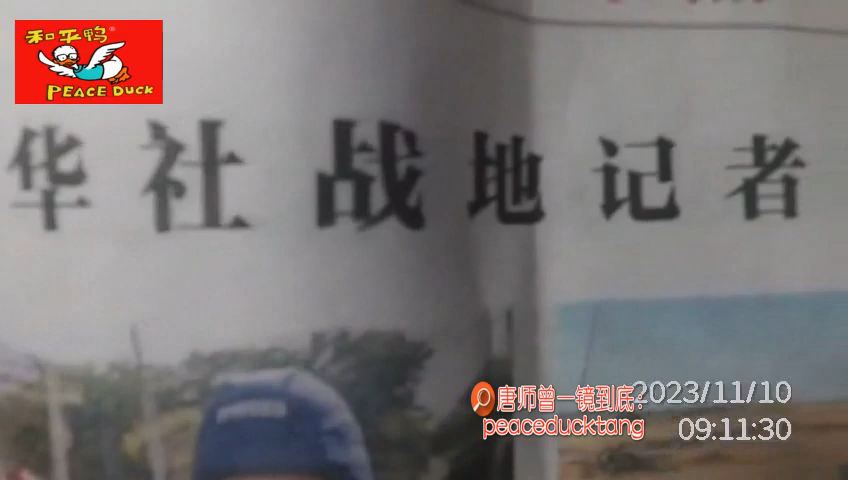 和平鸭®
PEACE DUCK
华社战地记者
唐师曾一镜到底:
peaceducktang
2023/11/10
09:11:30